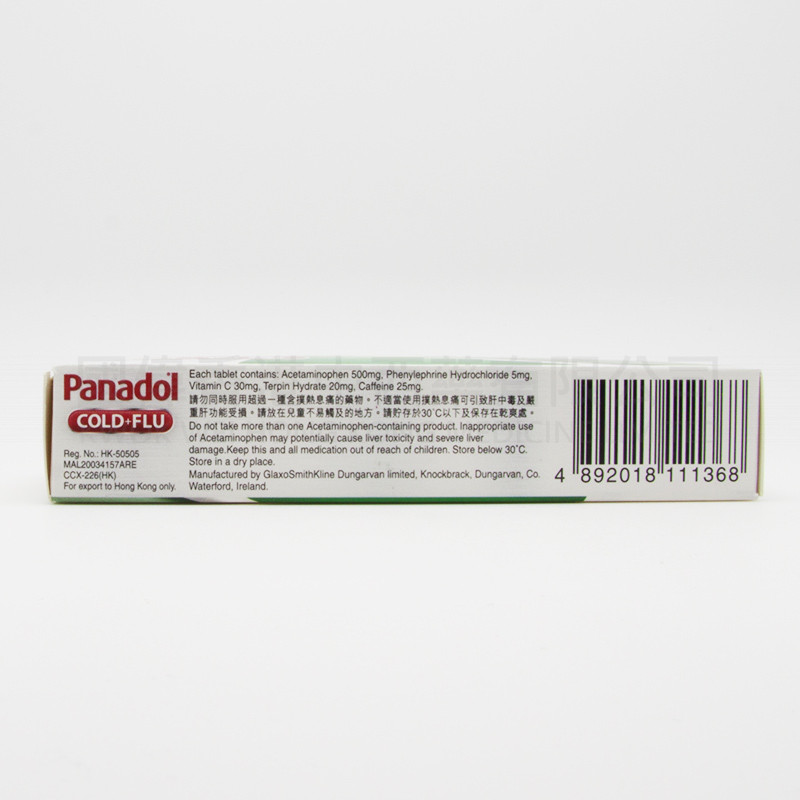 Panadol
COLD+FLU
Reg. No.: HK-50505
MAL20034157ARE
CCX-226(HK)
For export to Hong Kong only.
Each tablet contains: Acetaminophen 500mg, Phenylephrine Hydrochloride 5mg,
Vitamin C 30mg, Terpin Hydrate 20mg, Caffeine 25mg.
請勿同時服用超過一種含撲熱息痛的藥物。不適當使用撲熱息痛可引致肝中毒及嚴
重肝功能受損。請放在兒童不易觸及的地方。請貯存於30˚C以下及保存在乾爽處。
Do not take more than one Acetaminophen-containing product. Inappropriate use
of Acetaminophen may potentially cause liver toxicity and severe liver
damage.Keep this and all medication out of reach of children. Store below 30˚C.
Store in a dry place.
Manufactured by GlaxoSmithKline Dungarvan limited, Knockbrack, Dungarvan, Co.
Waterford, Ireland.
4 892018 111368